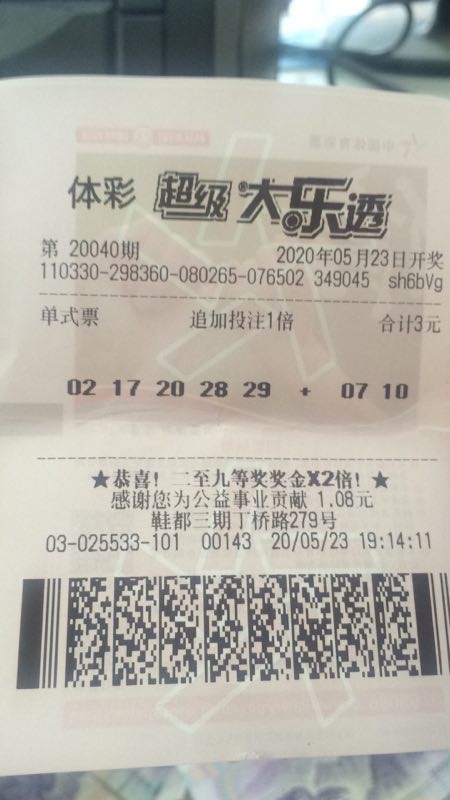 体彩 超级大乐透
第 20040期 2020年05月23日开奖
110330-298360-080265-076502 349045 sh6bVg
单式票 追加投注1倍 合计3元
02 17 20 28 29 + 07 10
★恭喜！二至九等奖奖金X2倍！★
感谢您为公益事业贡献 1.08元
鞋都三期丁桥路279号
03-025533-101 00143 20/05/23 19:14:11